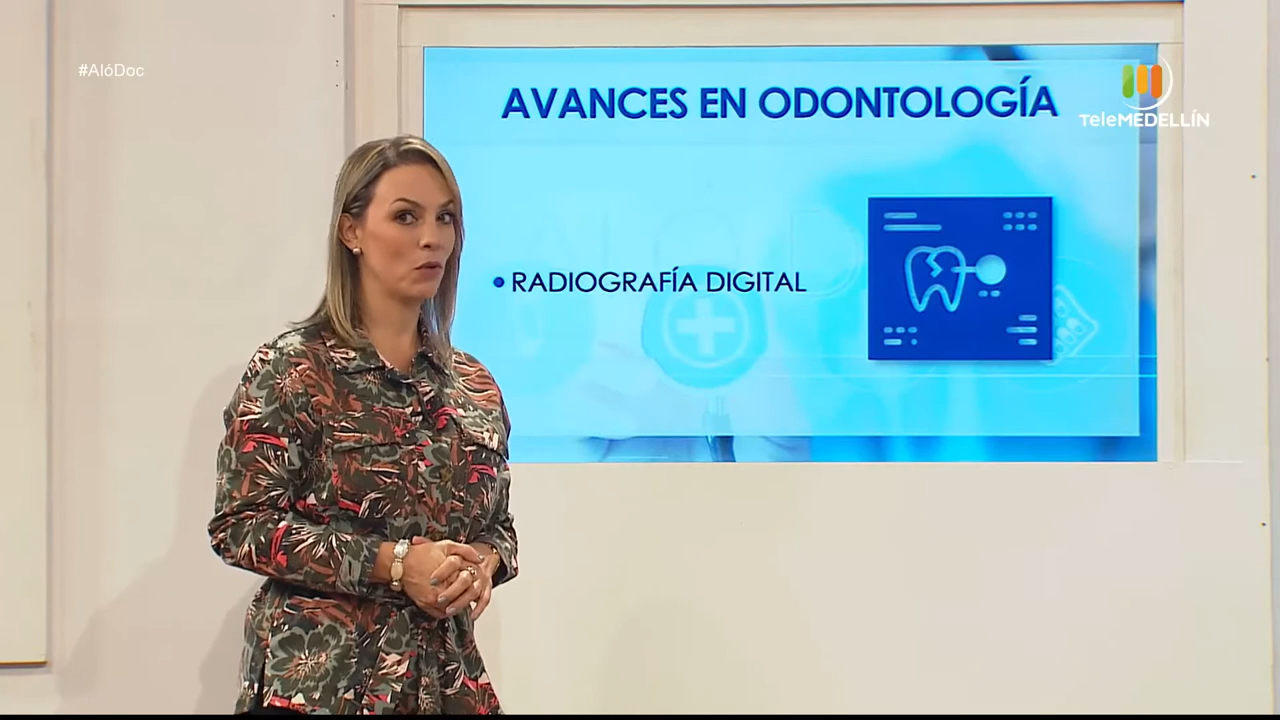 #AlóDoc
AVANCES EN ODONTOLOGÍA
TeleMEDELLÍN
• RADIOGRAFÍA DIGITAL